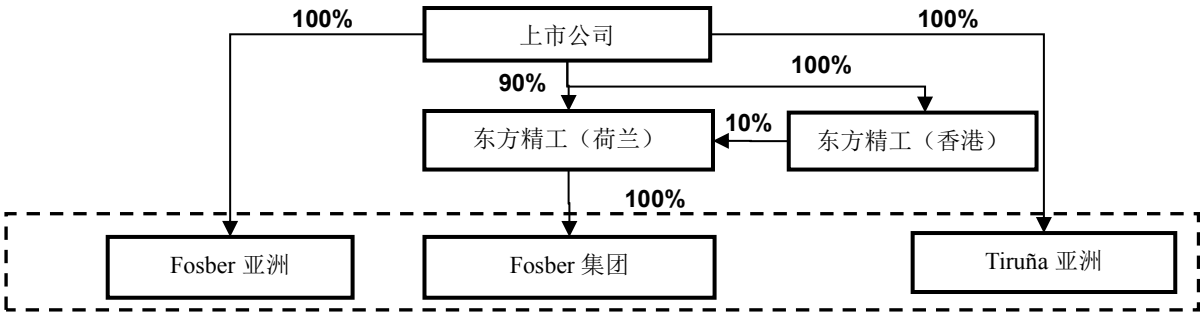 100%
上市公司
100%
90%
100%
东方精工（荷兰）
10%
东方精工（香港）
100%
Fosber 亚洲
Fosber 集团
Tiruña 亚洲